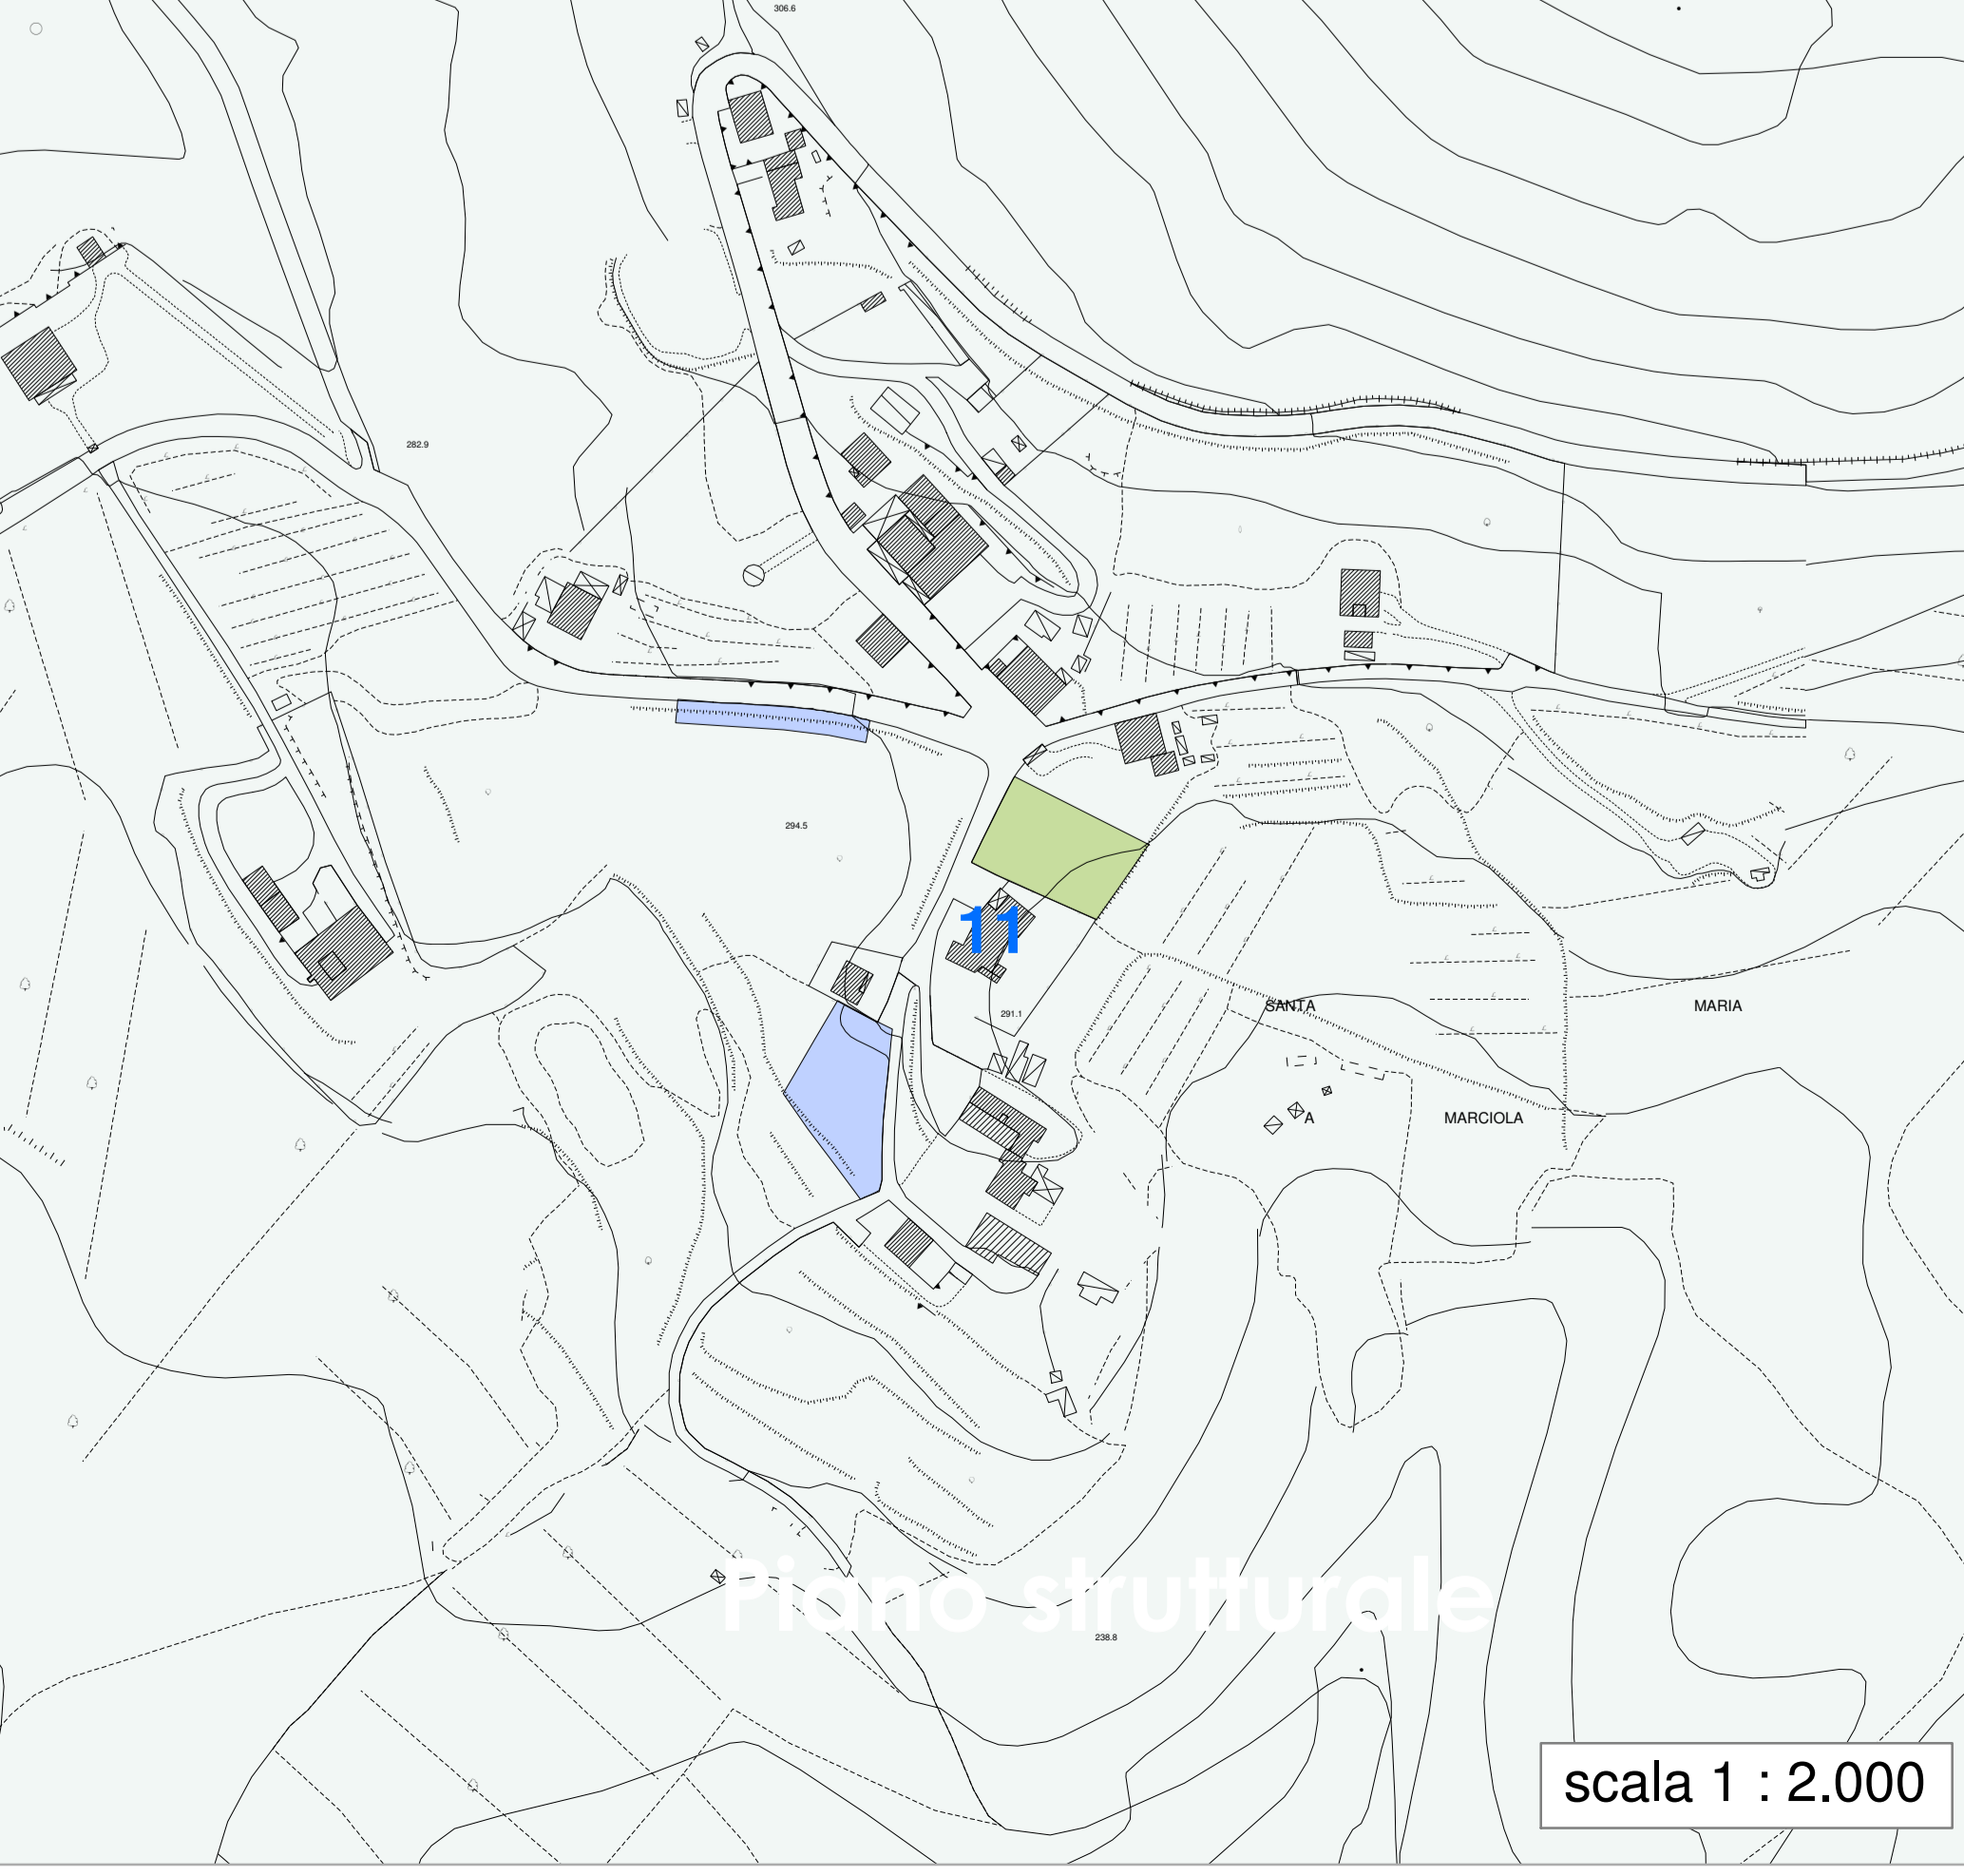 306.6
282.9
294.5
11
291.1
SANTA MARIA
A MARCIOLA
Piano strutturale
238.8
scala 1 : 2.000